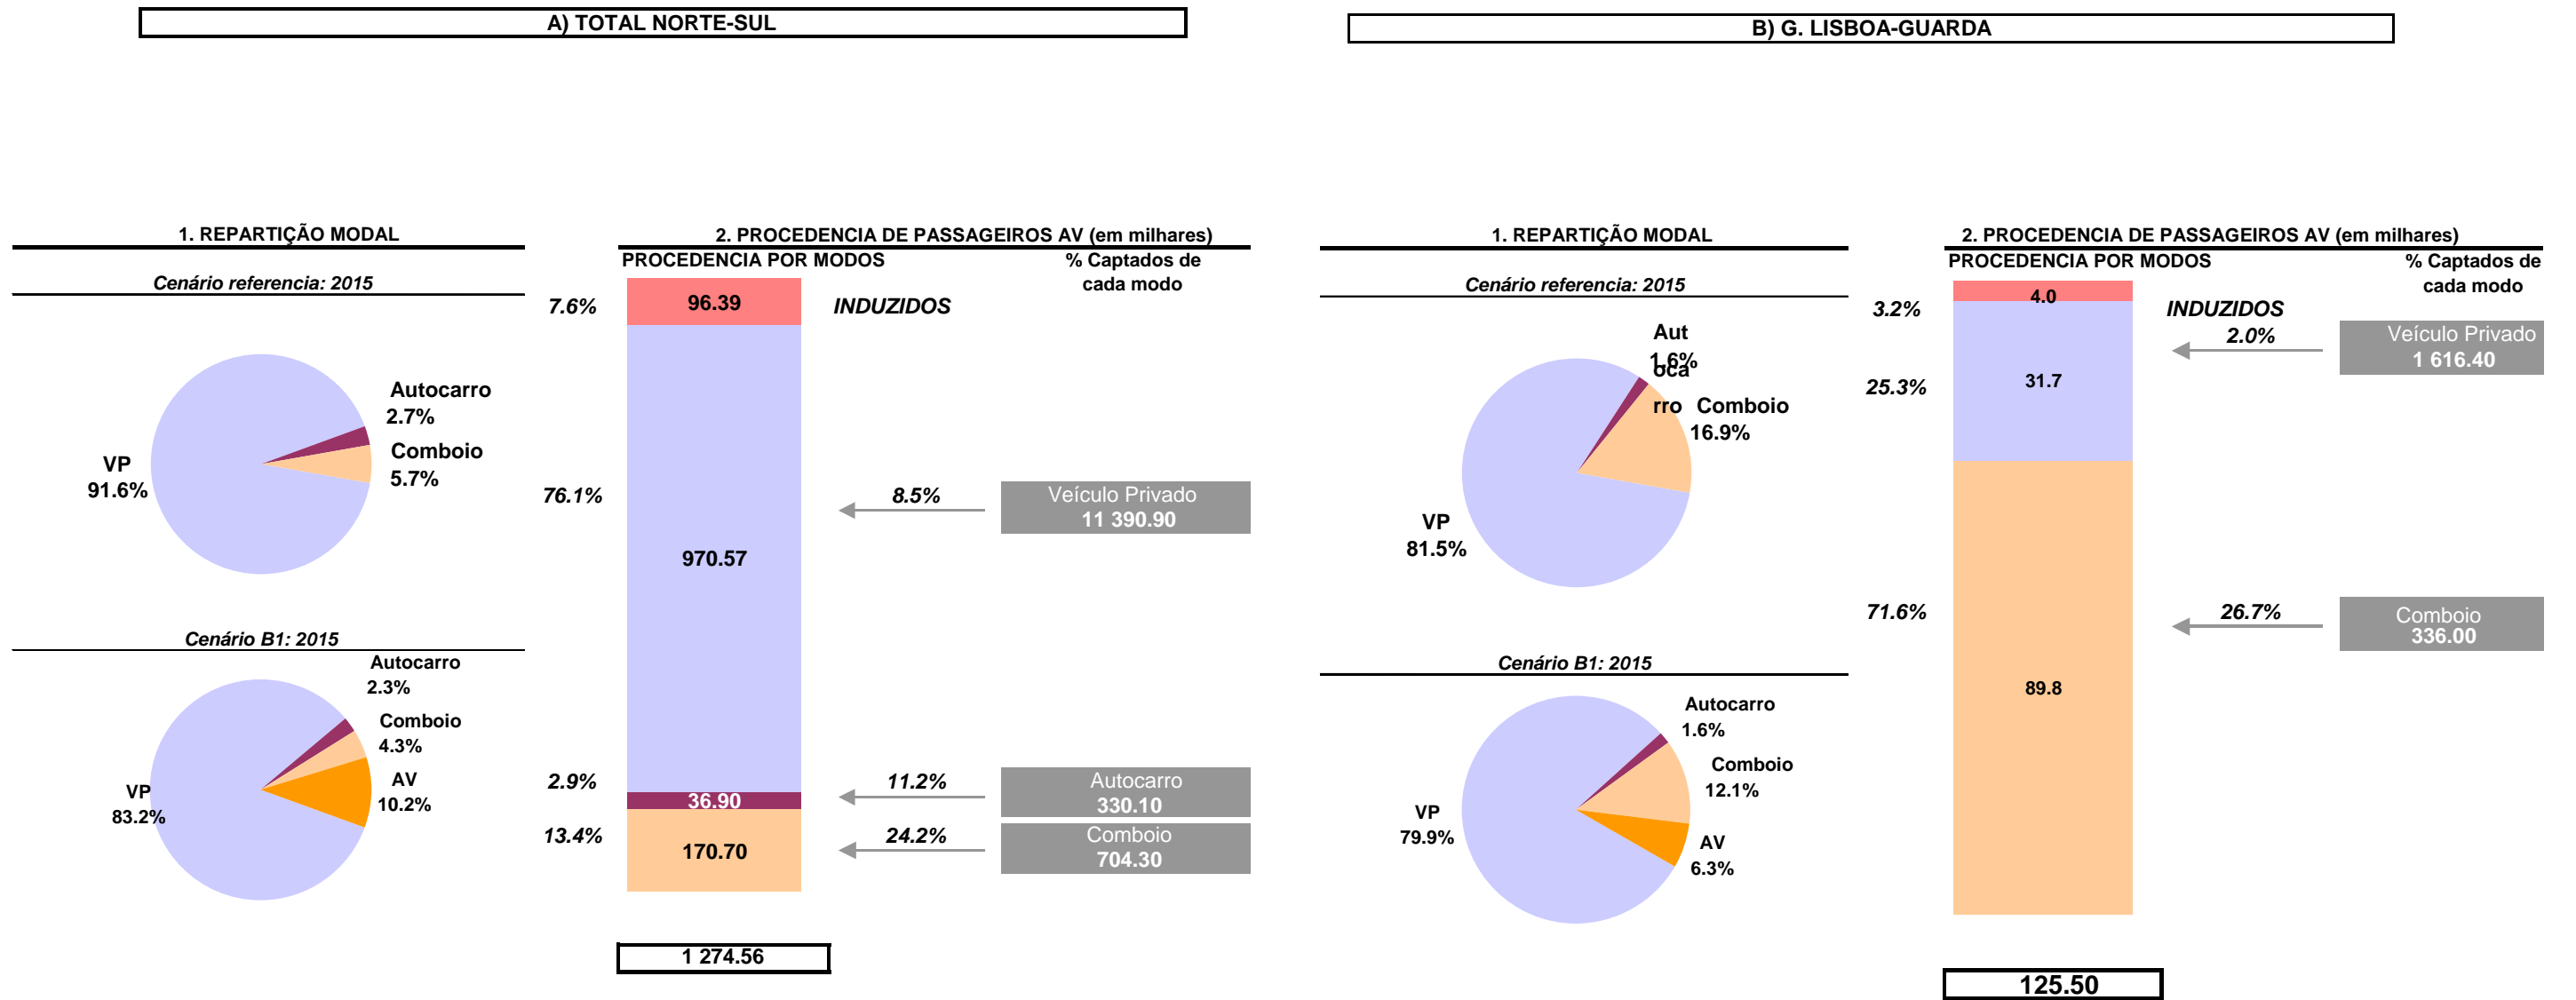 A) TOTAL NORTE-SUL
1. REPARTIÇÃO MODAL
Cenário referencia: 2015
Autocarro
2.7%
Comboio
5.7%
VP
91.6%
Cenário B1: 2015
Autocarro
2.3%
Comboio
4.3%
AV
10.2%
VP
83.2%
2. PROCEDENCIA DE PASSAGEIROS AV (em milhares)
PROCEDENCIA POR MODOS
% Captados de
cada modo
7.6%
96.39
INDUZIDOS
76.1%
970.57
8.5%
Veículo Privado
11 390.90
2.9%
36.90
11.2%
Autocarro
330.10
13.4%
170.70
24.2%
Comboio
704.30
1 274.56
B) G. LISBOA-GUARDA
1. REPARTIÇÃO MODAL
Cenário referencia: 2015
Aut
oca
rro
1.6%
Comboio
16.9%
VP
81.5%
Cenário B1: 2015
Autocarro
1.6%
Comboio
12.1%
VP
79.9%
AV
6.3%
2. PROCEDENCIA DE PASSAGEIROS AV (em milhares)
PROCEDENCIA POR MODOS
% Captados de
cada modo
3.2%
4.0
INDUZIDOS
2.0%
Veículo Privado
1 616.40
25.3%
31.7
71.6%
26.7%
Comboio
336.00
89.8
125.50